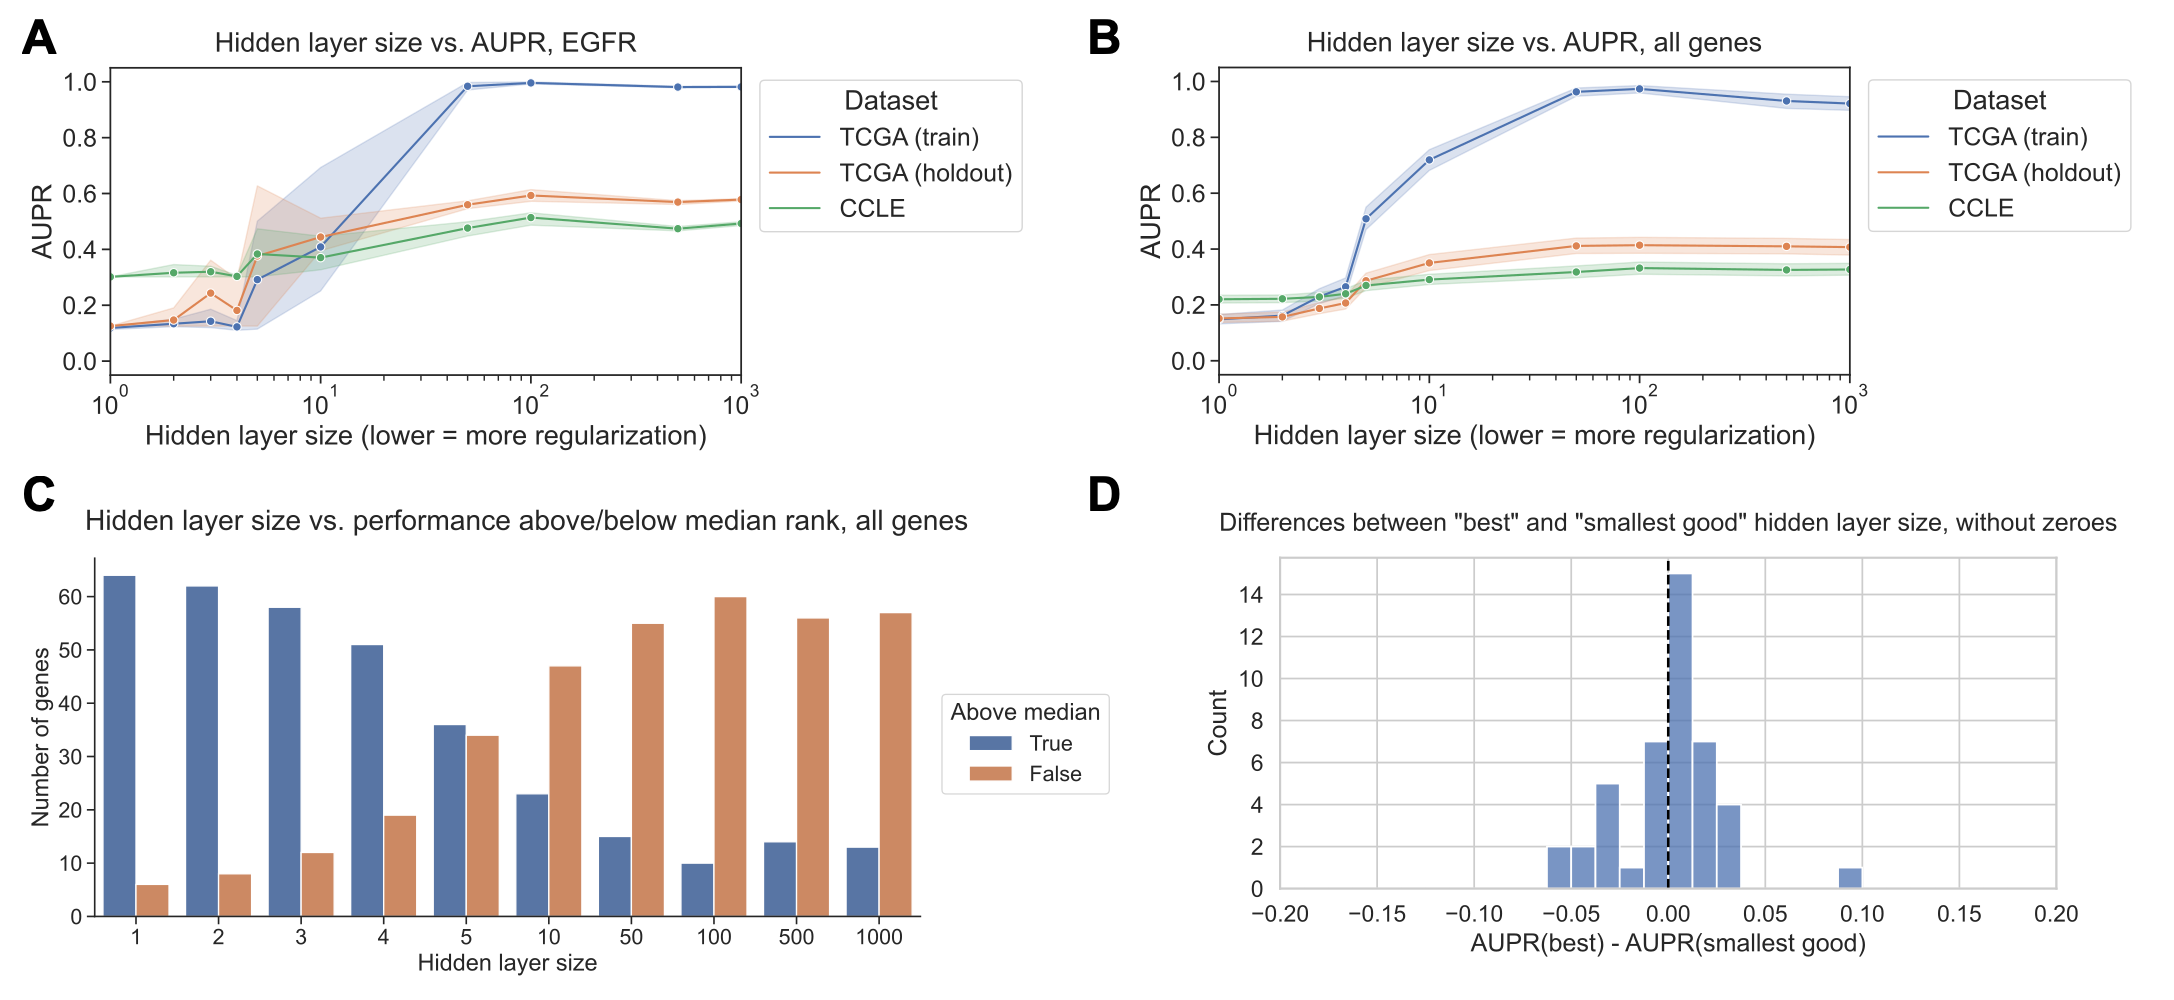 A
Hidden layer size vs. AUPR, EGFR
AUPR
1.0
0.8
0.6
0.4
0.2
0.0
10^0 10^1 10^2 10^3
Hidden layer size (lower = more regularization)
Dataset
TCGA (train)
TCGA (holdout)
CCLE
B
Hidden layer size vs. AUPR, all genes
AUPR
1.0
0.8
0.6
0.4
0.2
0.0
10^0 10^1 10^2 10^3
Hidden layer size (lower = more regularization)
Dataset
TCGA (train)
TCGA (holdout)
CCLE
C
Hidden layer size vs. performance above/below median rank, all genes
Number of genes
60
50
40
30
20
10
0
1 2 3 4 5 10 50 100 500 1000
Hidden layer size
Above median
True
False
D
Differences between "best" and "smallest good" hidden layer size, without zeroes
Count
14
12
10
8
6
4
2
0
−0.20 −0.15 −0.10 −0.05 0.00 0.05 0.10 0.15 0.20
AUPR(best) - AUPR(smallest good)